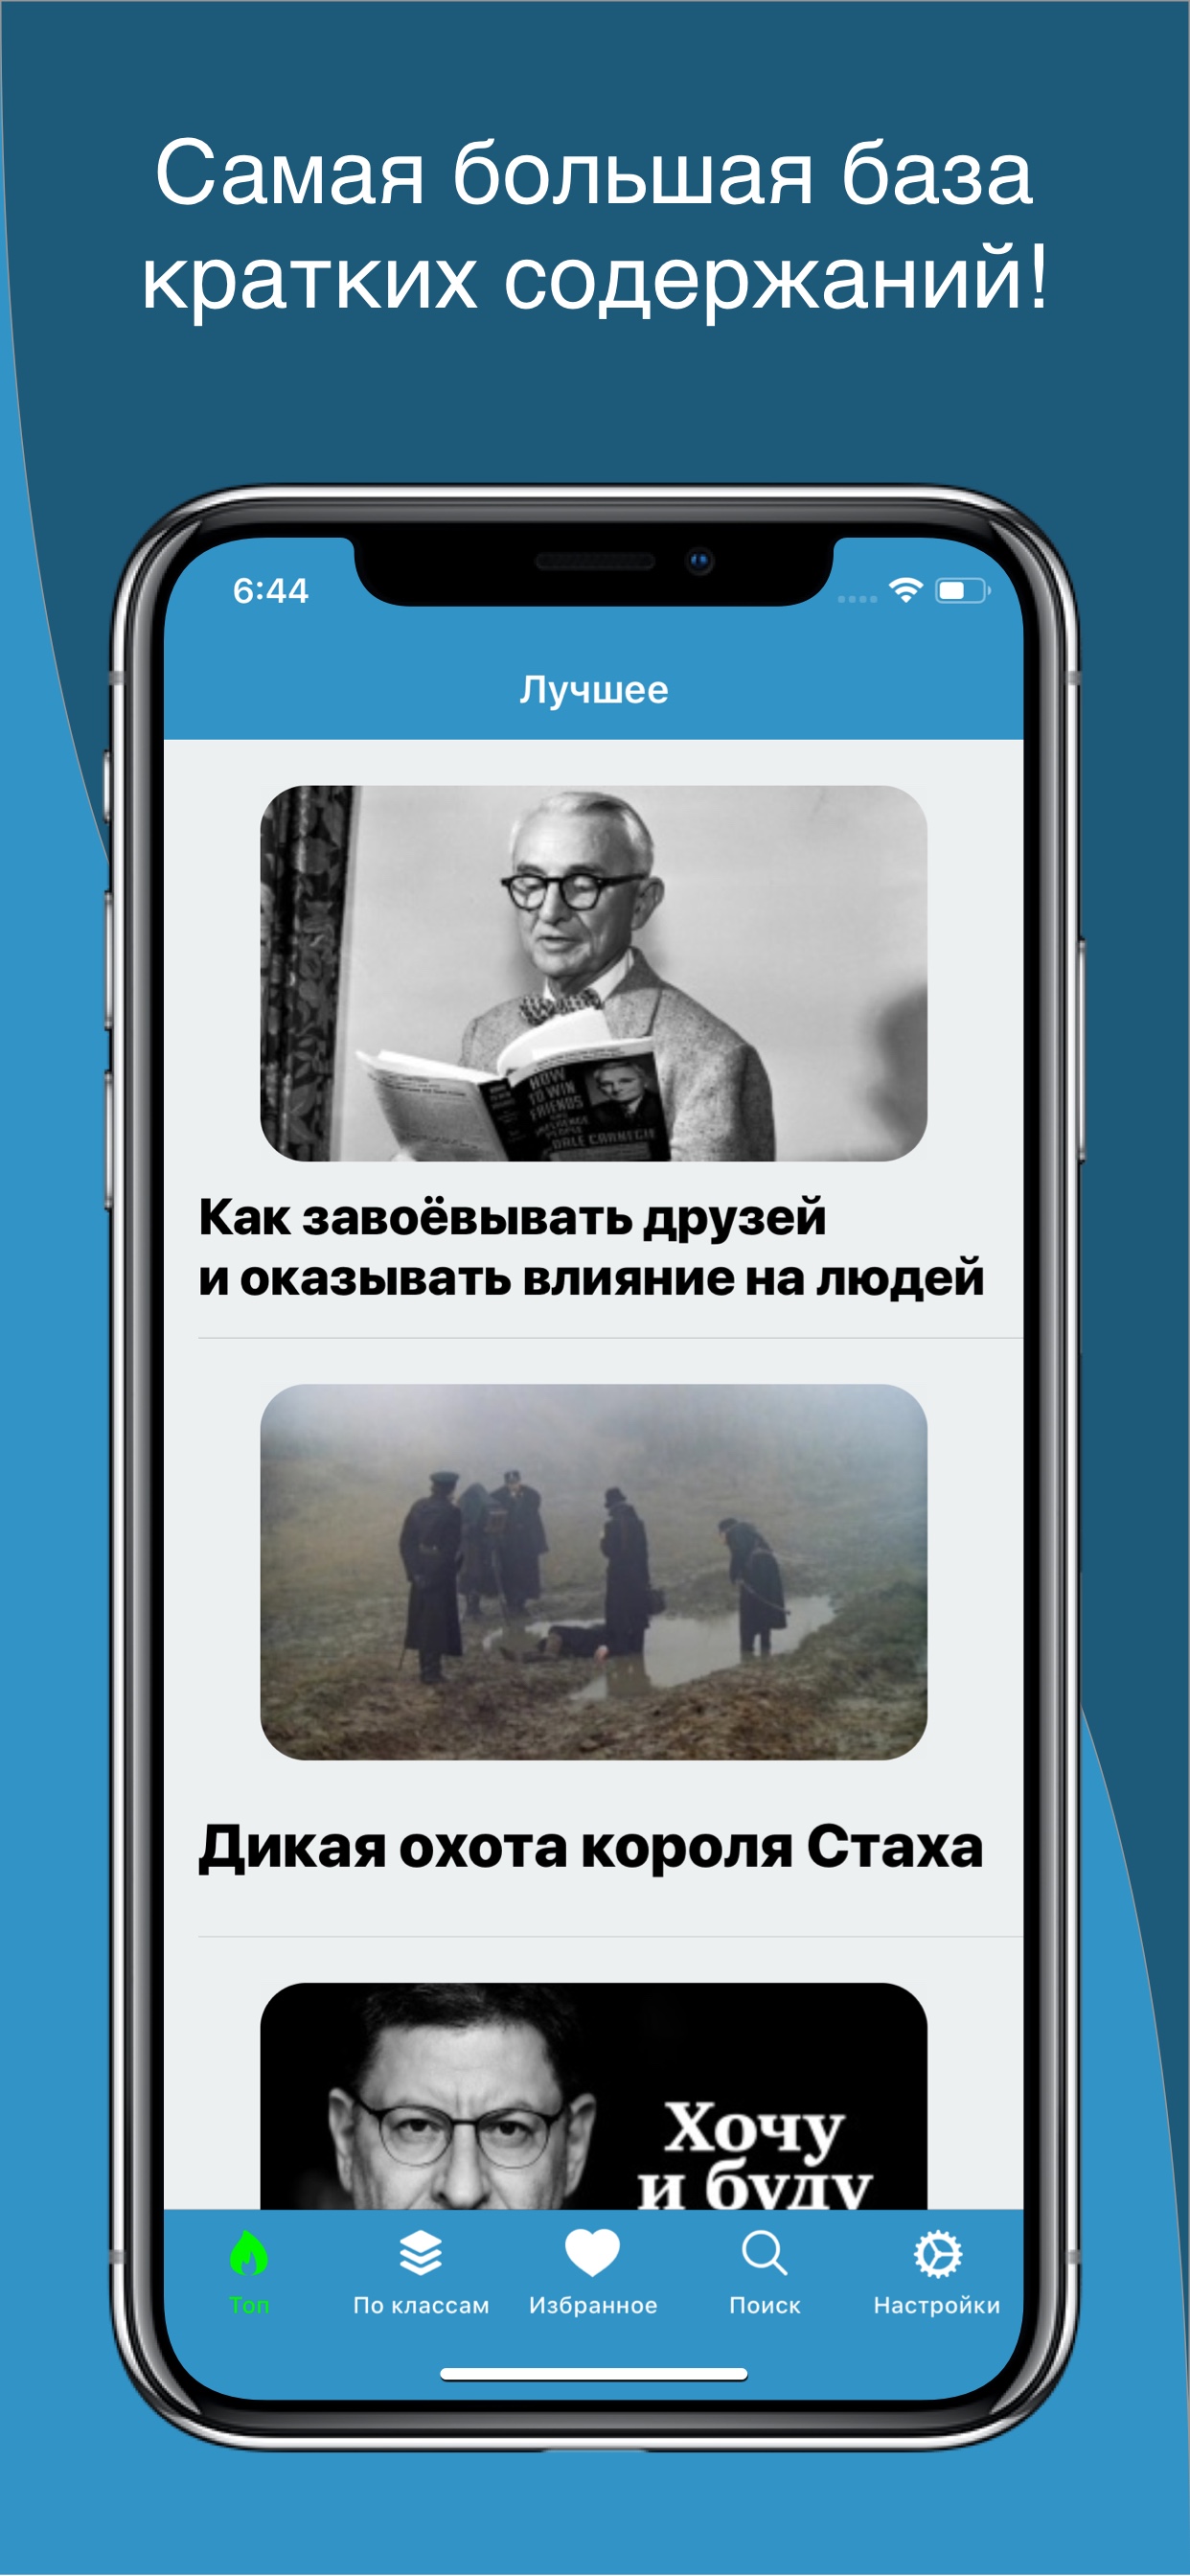 Самая большая база
кратких содержаний!
6:44
Лучшее
HOW
TO WIN
FRIENDS
AND
INFLUENCE
PEOPLE
DALE CARNEGIE
Как завоёвывать друзей
и оказывать влияние на людей
Дикая охота короля Стаха
Хочу
и буду
Топ
По классам
Избранное
Поиск
Настройки